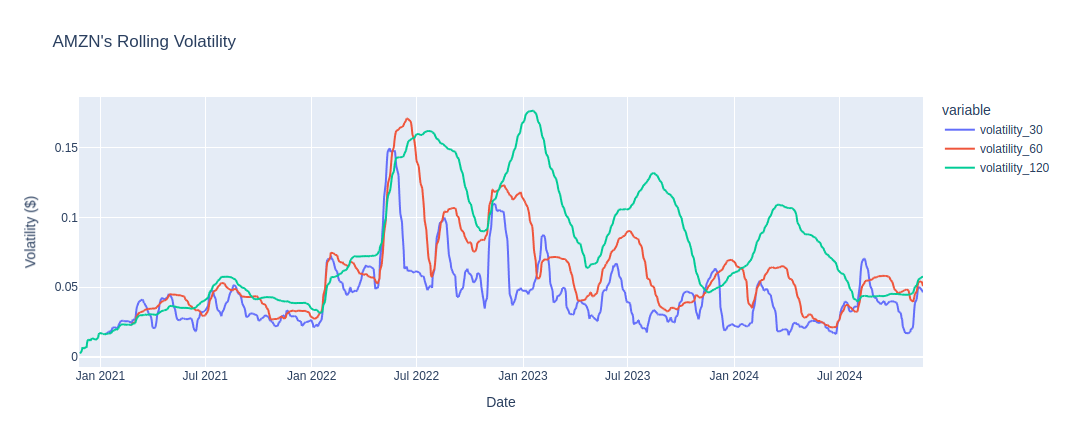 AMZN's Rolling Volatility
variable
volatility_30
volatility_60
volatility_120
0.15
0.1
0.05
0
Volatility ($)
Jan 2021
Jul 2021
Jan 2022
Jul 2022
Jan 2023
Jul 2023
Jan 2024
Jul 2024
Date